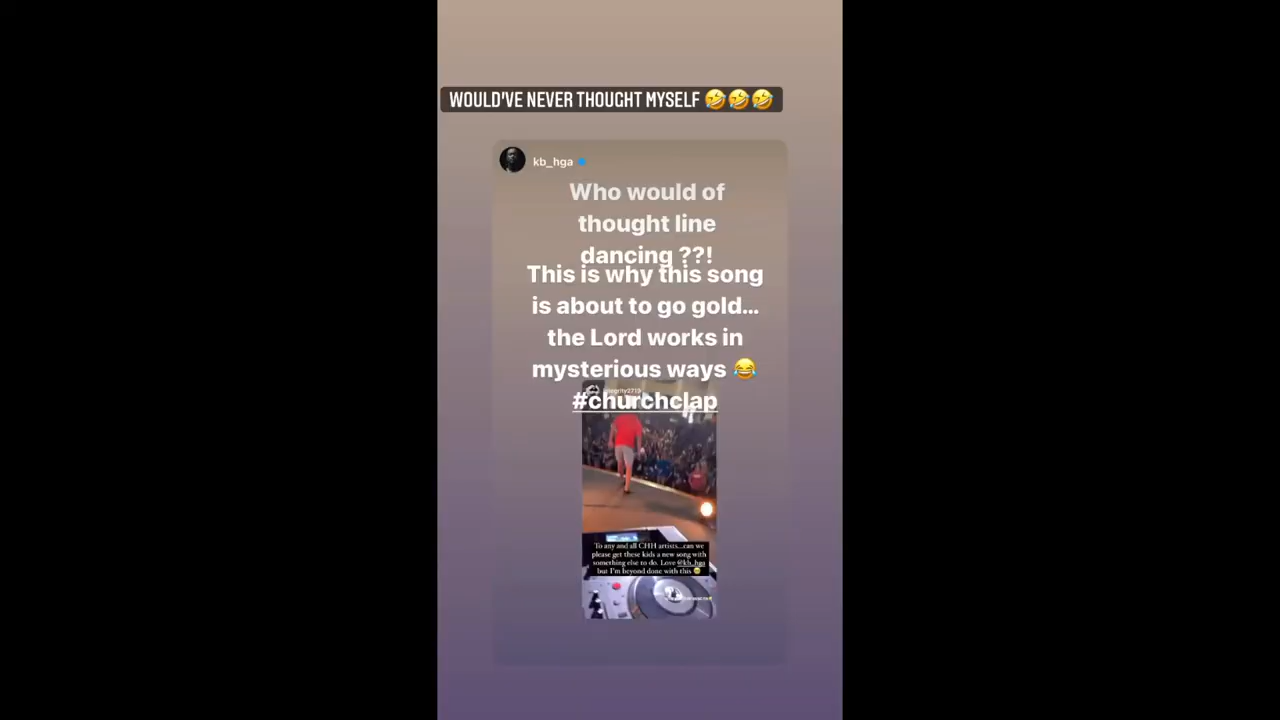 WOULD'VE NEVER THOUGHT MYSELF 🤣🤣🤣
kb_hga
Who would of
thought line
dancing ??!
This is why this song
is about to go gold...
the Lord works in
mysterious ways 😂
#churchclap
To any and all CHH artists...can we
please get these kids a new song with
something else to do. Love @kb_hga
but I'm beyond done with this